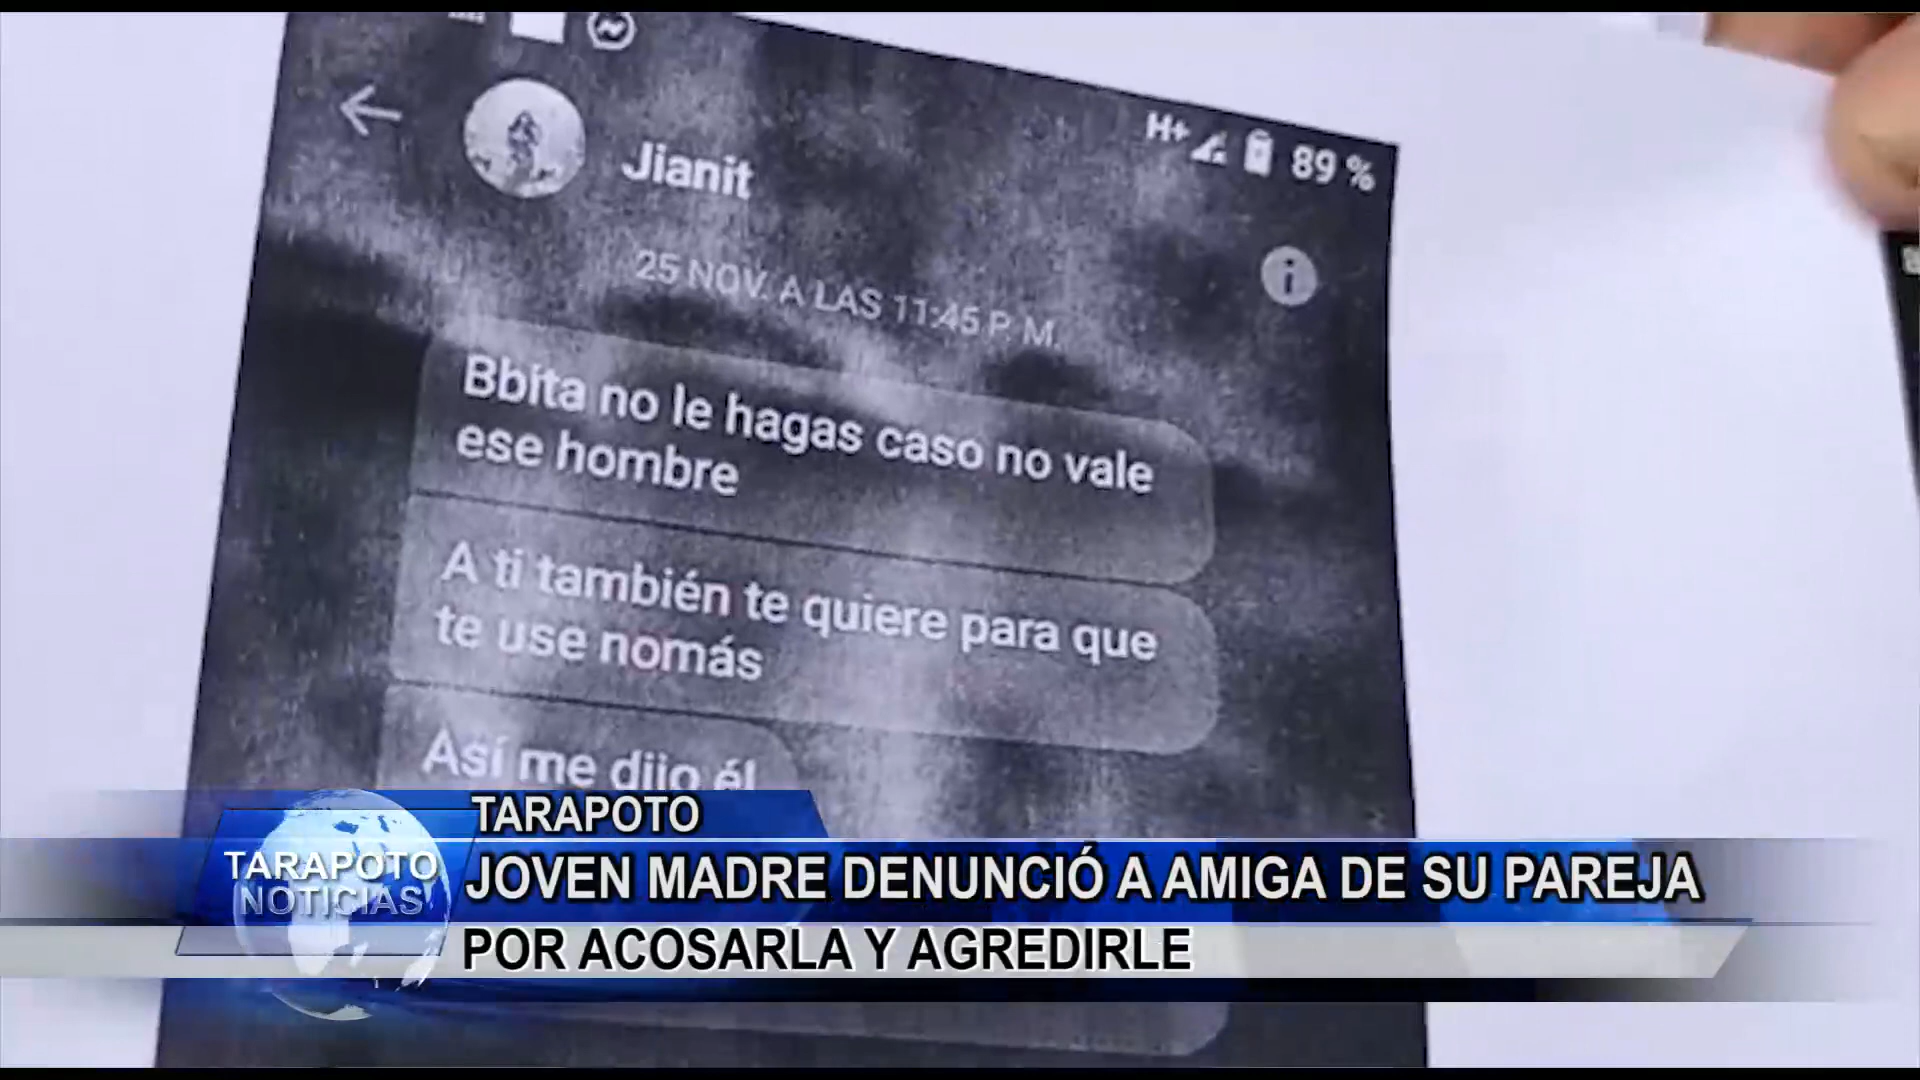 H+ 89 %
Jianit
25 NOV. A LAS 11:45 P. M.
Bbita no le hagas caso no vale
ese hombre
A ti también te quiere para que
te use nomás
Así me dijo él
TARAPOTO
TARAPOTO
NOTICIAS
JOVEN MADRE DENUNCIÓ A AMIGA DE SU PAREJA
POR ACOSARLA Y AGREDIRLE